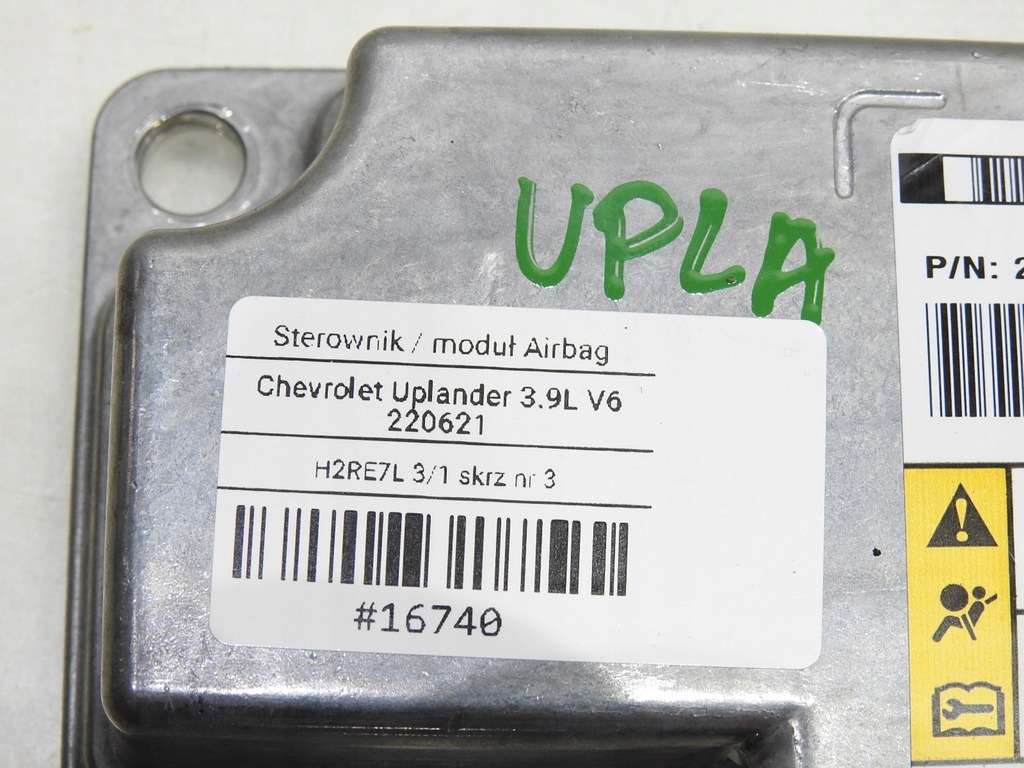 UPLA
P/N: 2
Sterownik / moduł Airbag
Chevrolet Uplander 3.9L V6
220621
H2RE7L 3/1 skrz nr 3
#16740